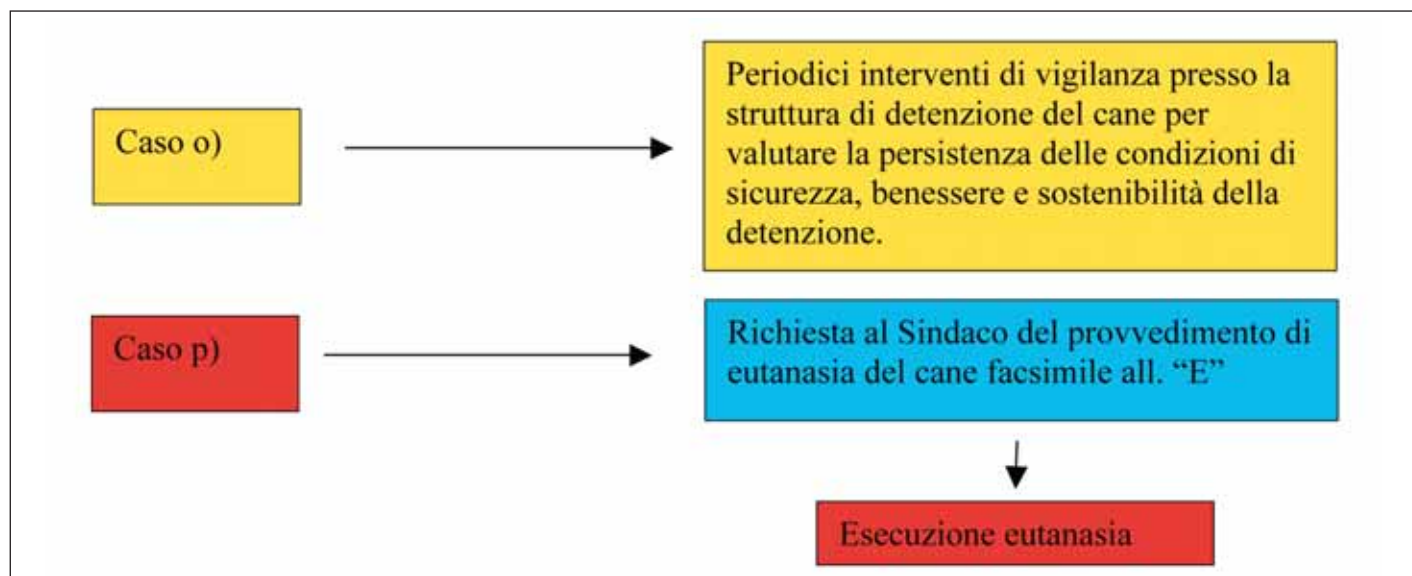 Caso o)
Periodici interventi di vigilanza presso la
struttura di detenzione del cane per
valutare la persistenza delle condizioni di
sicurezza, benessere e sostenibilità della
detenzione.
Caso p)
Richiesta al Sindaco del provvedimento di
eutanasia del cane facsimile all. “E”
Esecuzione eutanasia